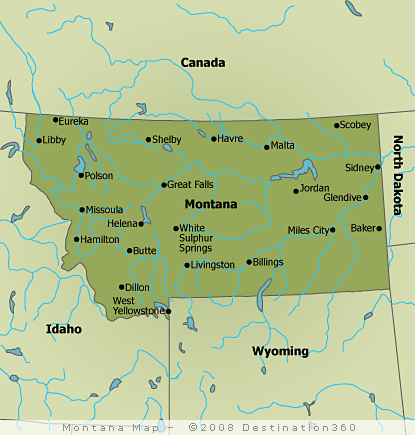 Canada
Eureka
Scobey
Libby
Shelby
Havre
Malta
North Dakota
Sidney
Polson
Great Falls
Jordan
Glendive
Missoula
Montana
Helena
White
Sulphur
Springs
Miles City
Baker
Hamilton
Butte
Livingston
Billings
Dillon
West
Yellowstone
Idaho
Wyoming
Montana Map - ©2008 Destination360